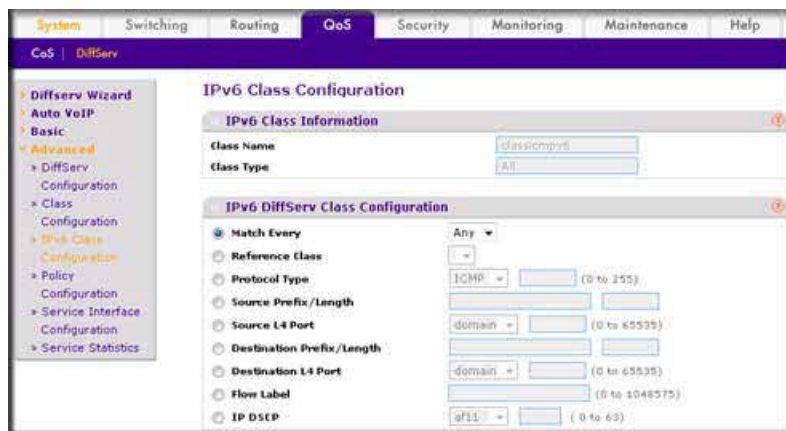 System Switching Routing QoS Security Monitoring Maintenance Help
CoS | DiffServ
Diffserv Wizard
Auto VoIP
Basic
Advanced
» DiffServ
Configuration
» Class
Configuration
» IPv6 Class
Configuration
» Policy
Configuration
» Service Interface
Configuration
» Service Statistics
IPv6 Class Configuration
IPv6 Class Information
Class Name classicmpv6
Class Type All
IPv6 DiffServ Class Configuration
Match Every Any
Reference Class
Protocol Type ICMP (0 to 255)
Source Prefix/Length
Source L4 Port domain (0 to 65535)
Destination Prefix/Length
Destination L4 Port domain (0 to 65535)
Flow Label (0 to 1048575)
IP DSCP af11 ( 0 to 63)